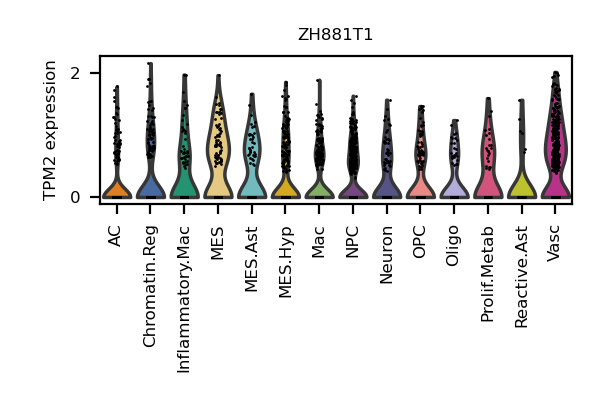 ZH881T1
TPM2 expression
2
0
AC
Chromatin.Reg
Inflammatory.Mac
MES
MES.Ast
MES.Hyp
Mac
NPC
Neuron
OPC
Oligo
Prolif.Metab
Reactive.Ast
Vasc